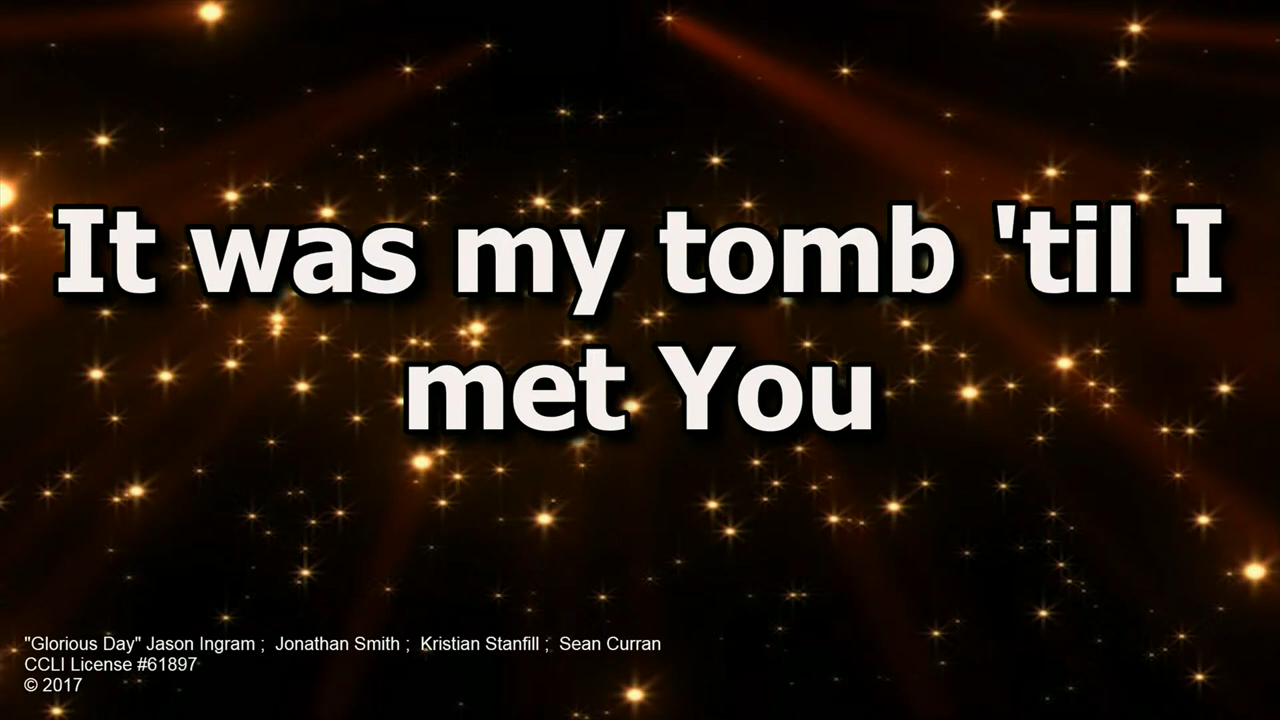 It was my tomb 'til I
met You
"Glorious Day" Jason Ingram ;  Jonathan Smith ;  Kristian Stanfill ;  Sean Curran
CCLI License #61897
© 2017